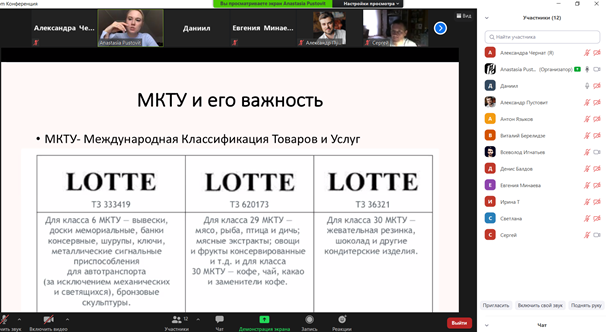 om Конференция
Вы просматриваете экран Anastasia Pustovit
Настройки просмотра
Вид
Александра Чер...
Anastasia Pustovit
Даниил
Евгения Минае...
Александр П...
Сергей
МКТУ и его важность
• МКТУ- Международная Классификация Товаров и Услуг
LOTTE
ТЗ 333419
Для класса 6 МКТУ — вывески,
доски мемориальные, банки
консервные, шурупы, ключи,
металлические сигнальные
приспособления
для автотранспорта
(за исключением механических
и светящихся), бронзовые
скульптуры.
LOTTE
ТЗ 620173
Для класса 29 МКТУ —
мясо, рыба, птица и дичь;
мясные экстракты; овощи
и фрукты консервированные
и т.д. и для класса
30 МКТУ — кофе, чай, какао
и заменители кофе.
LOTTE
ТЗ 36321
Для класса 30 МКТУ —
жевательная резинка,
шоколад и другие
кондитерские изделия.
чить звук
Включить видео
12
Участники
Чат
Демонстрация экрана
Запись
Реакции
Выйти
Участники (12)
Найти участника
А
Александра Чернат (Я)
Anastasia Pust... (Организатор)
Д
Даниил
Александр Пустовит
А
Антон Языков
В
Виталий Берелидзе
Всеволод Игнатьев
Д
Денис Балдов
Е
Евгения Минаева
И
Ирина Т
С
Светлана
С
Сергей
Пригласить
Включить свой звук
Поднять руку
Чат